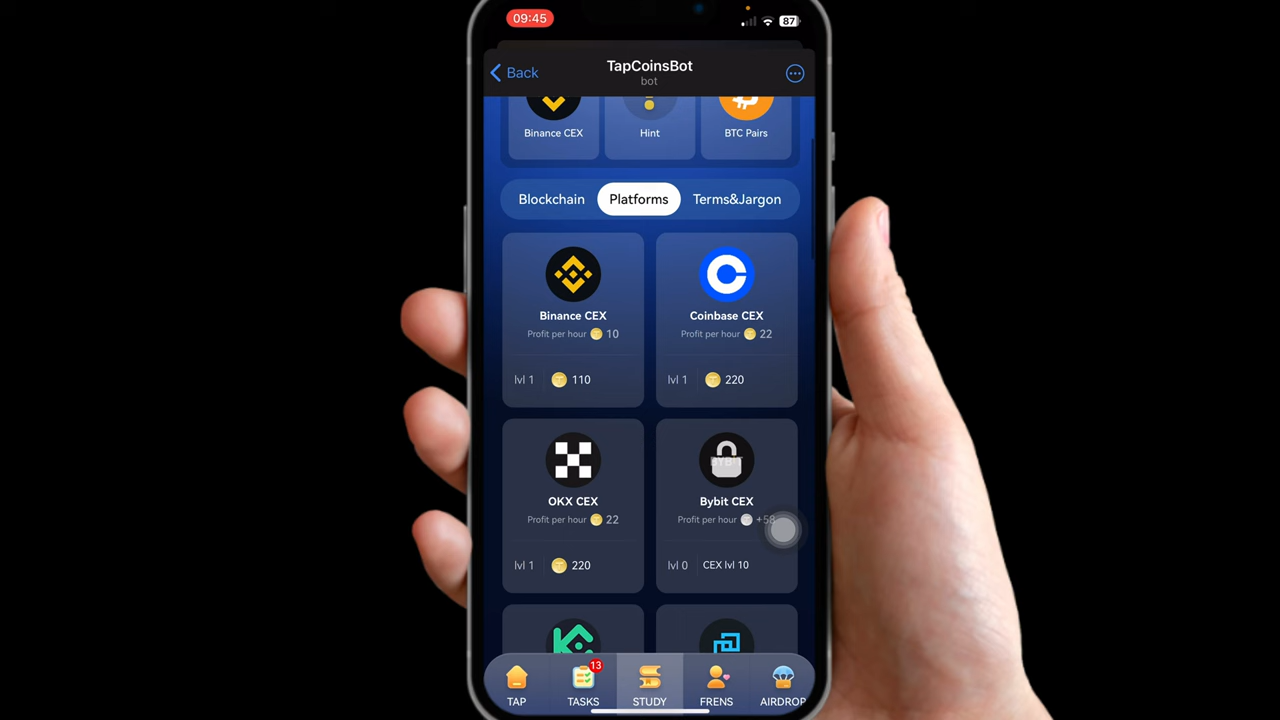 09:45
87
Back
TapCoinsBot
bot
Binance CEX
Hint
BTC Pairs
Blockchain
Platforms
Terms&Jargon
Binance CEX
Profit per hour 10
lvl 1
110
Coinbase CEX
Profit per hour 22
lvl 1
220
OKX CEX
Profit per hour 22
lvl 1
220
BYBIT
Bybit CEX
Profit per hour +58
lvl 0
CEX lvl 10
TAP
13
TASKS
STUDY
FRENS
AIRDROP